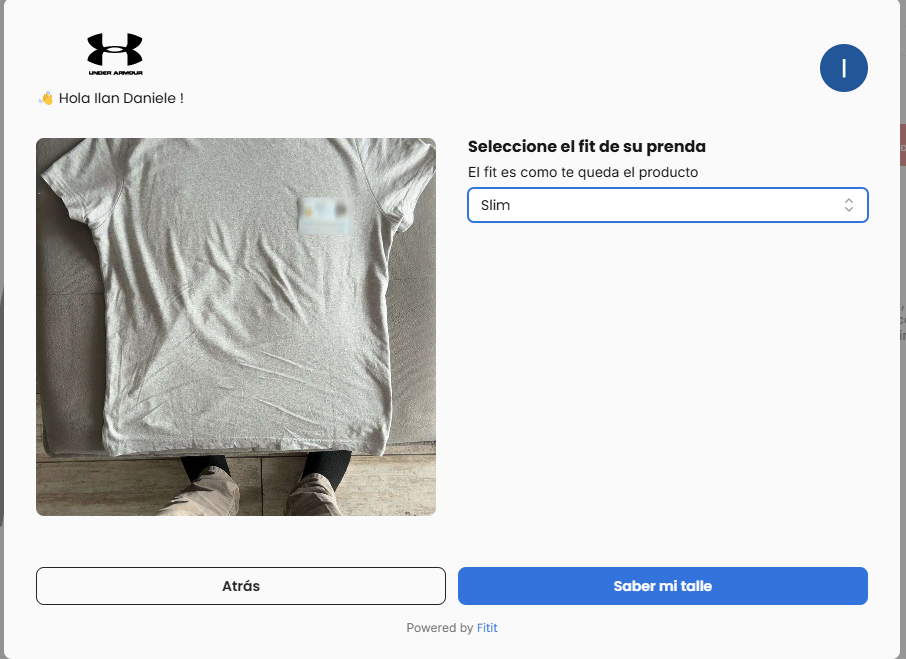 UNDER ARMOUR
👋 Hola Ilan Daniele !
I
Seleccione el fit de su prenda
El fit es como te queda el producto
Slim
Atrás
Saber mi talle
Powered by Fitit